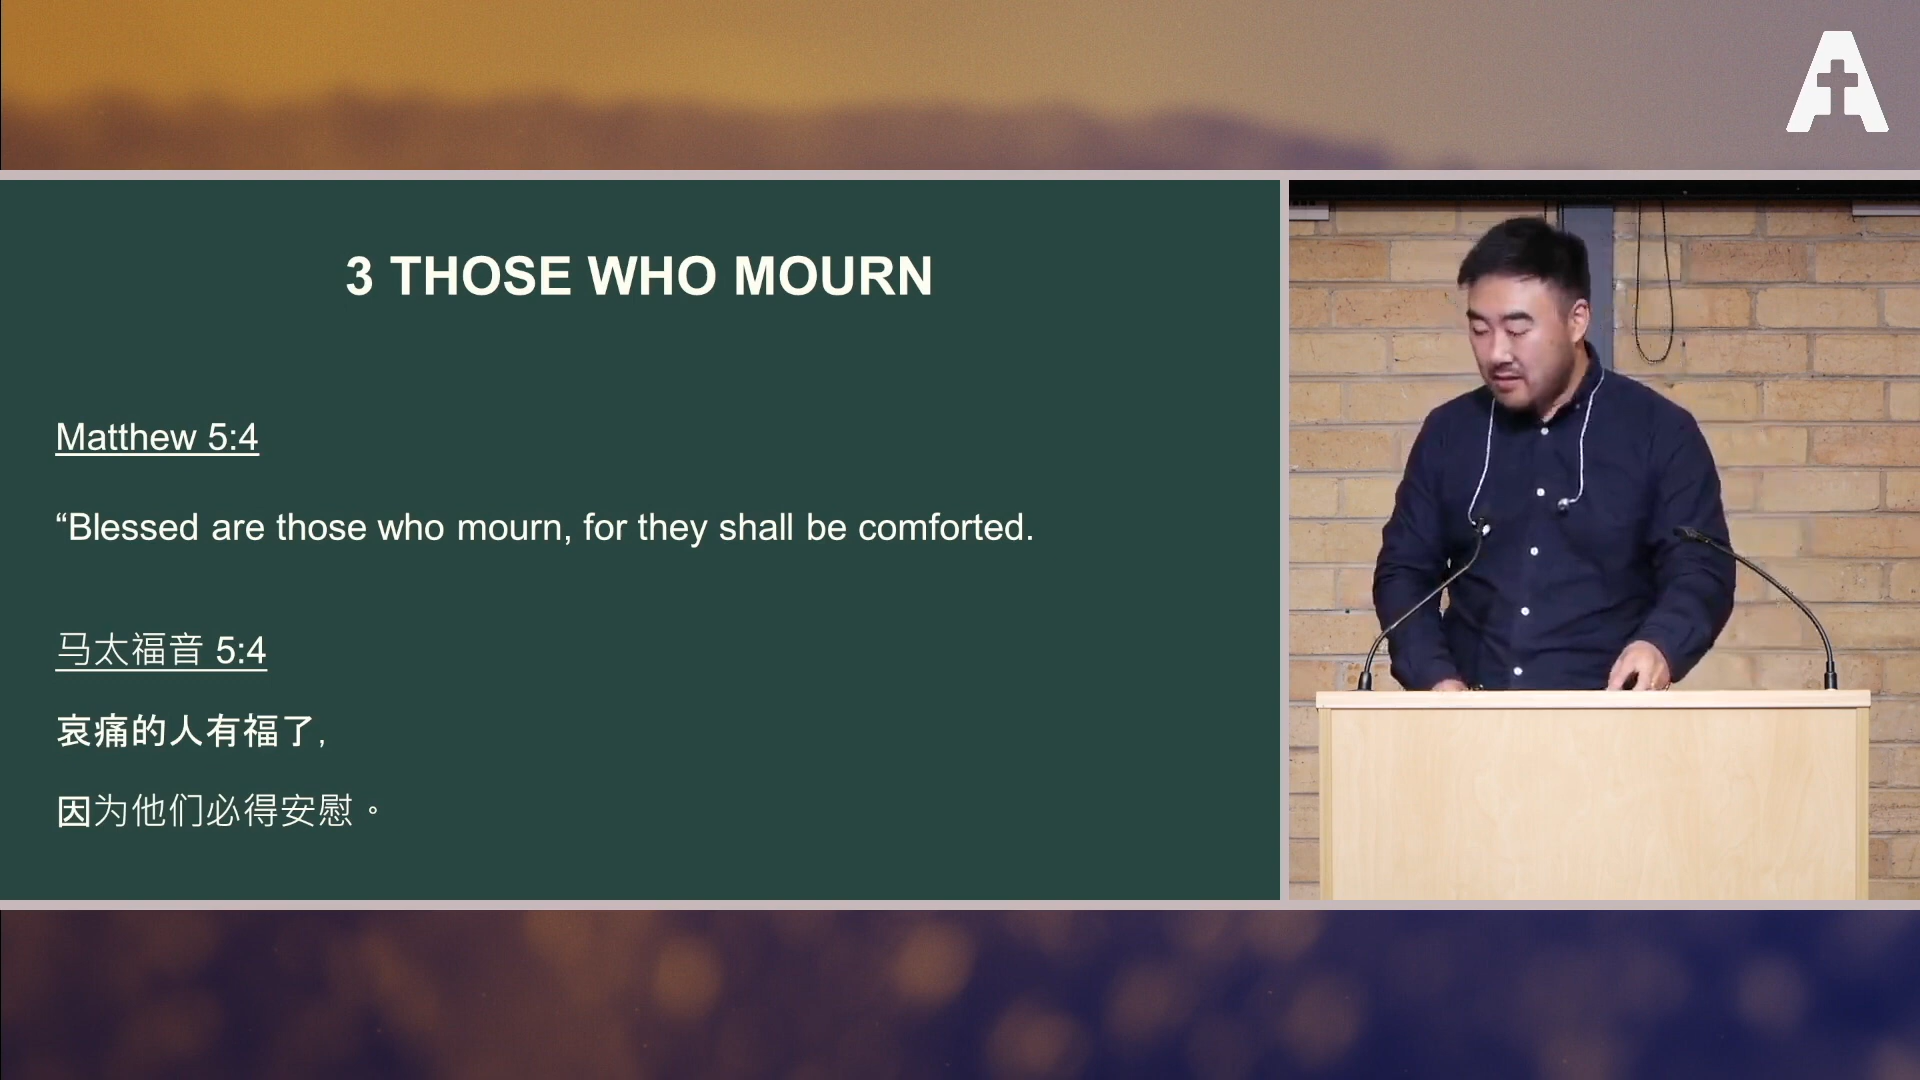 3 THOSE WHO MOURN
Matthew 5:4
“Blessed are those who mourn, for they shall be comforted.
马太福音 5:4
哀痛的人有福了,
因为他们必得安慰。
A